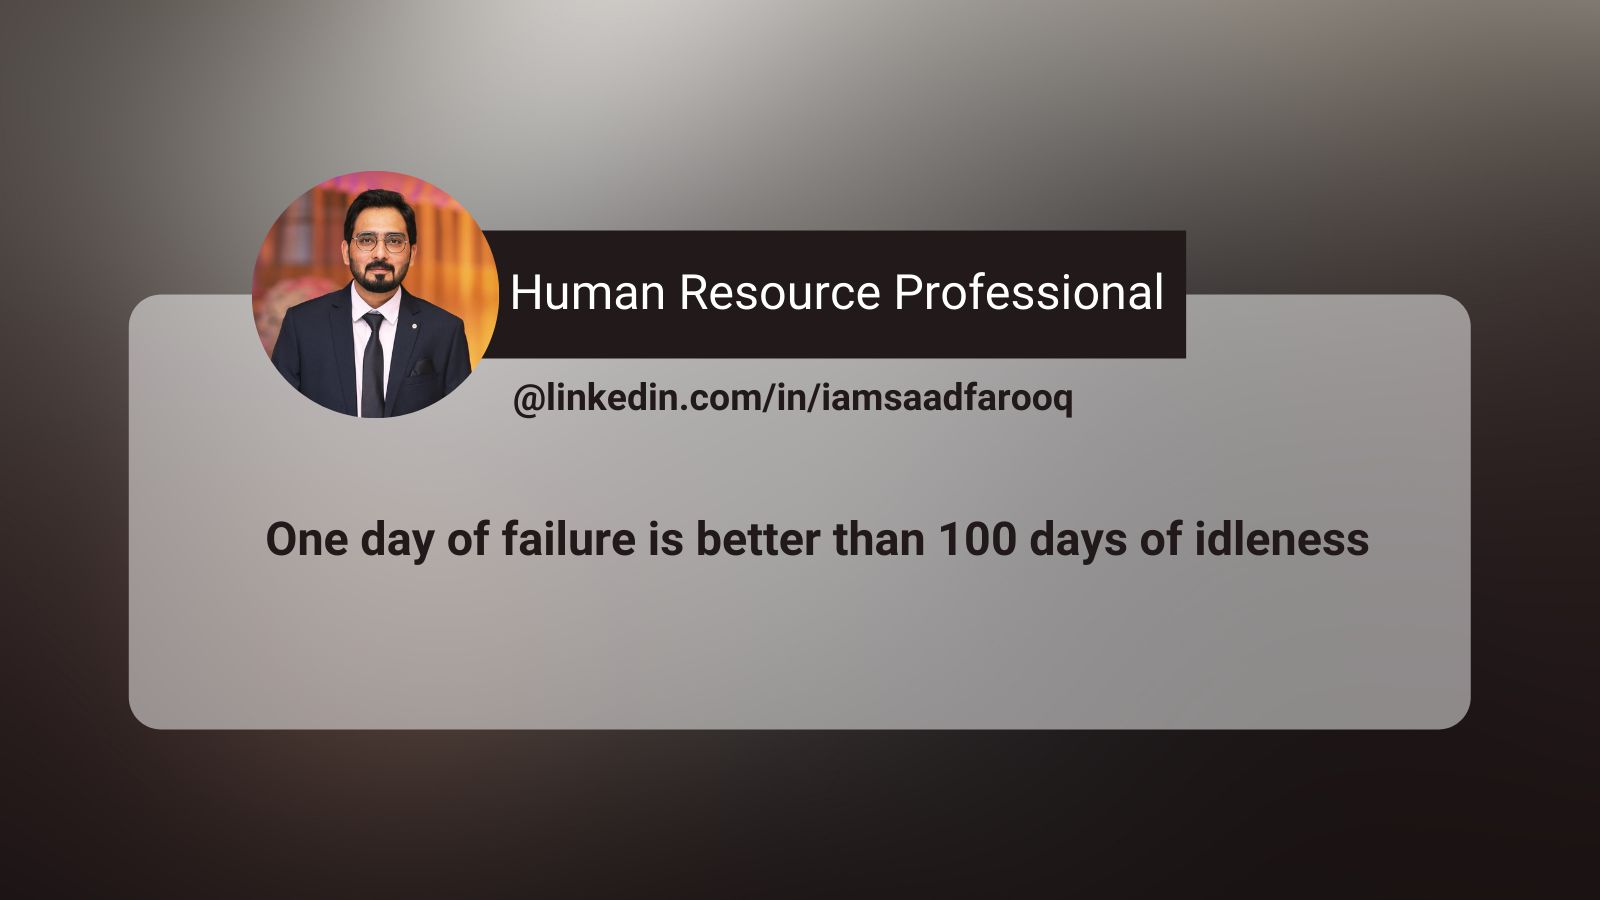 Human Resource Professional
@linkedin.com/in/iamsaadfarooq
One day of failure is better than 100 days of idleness